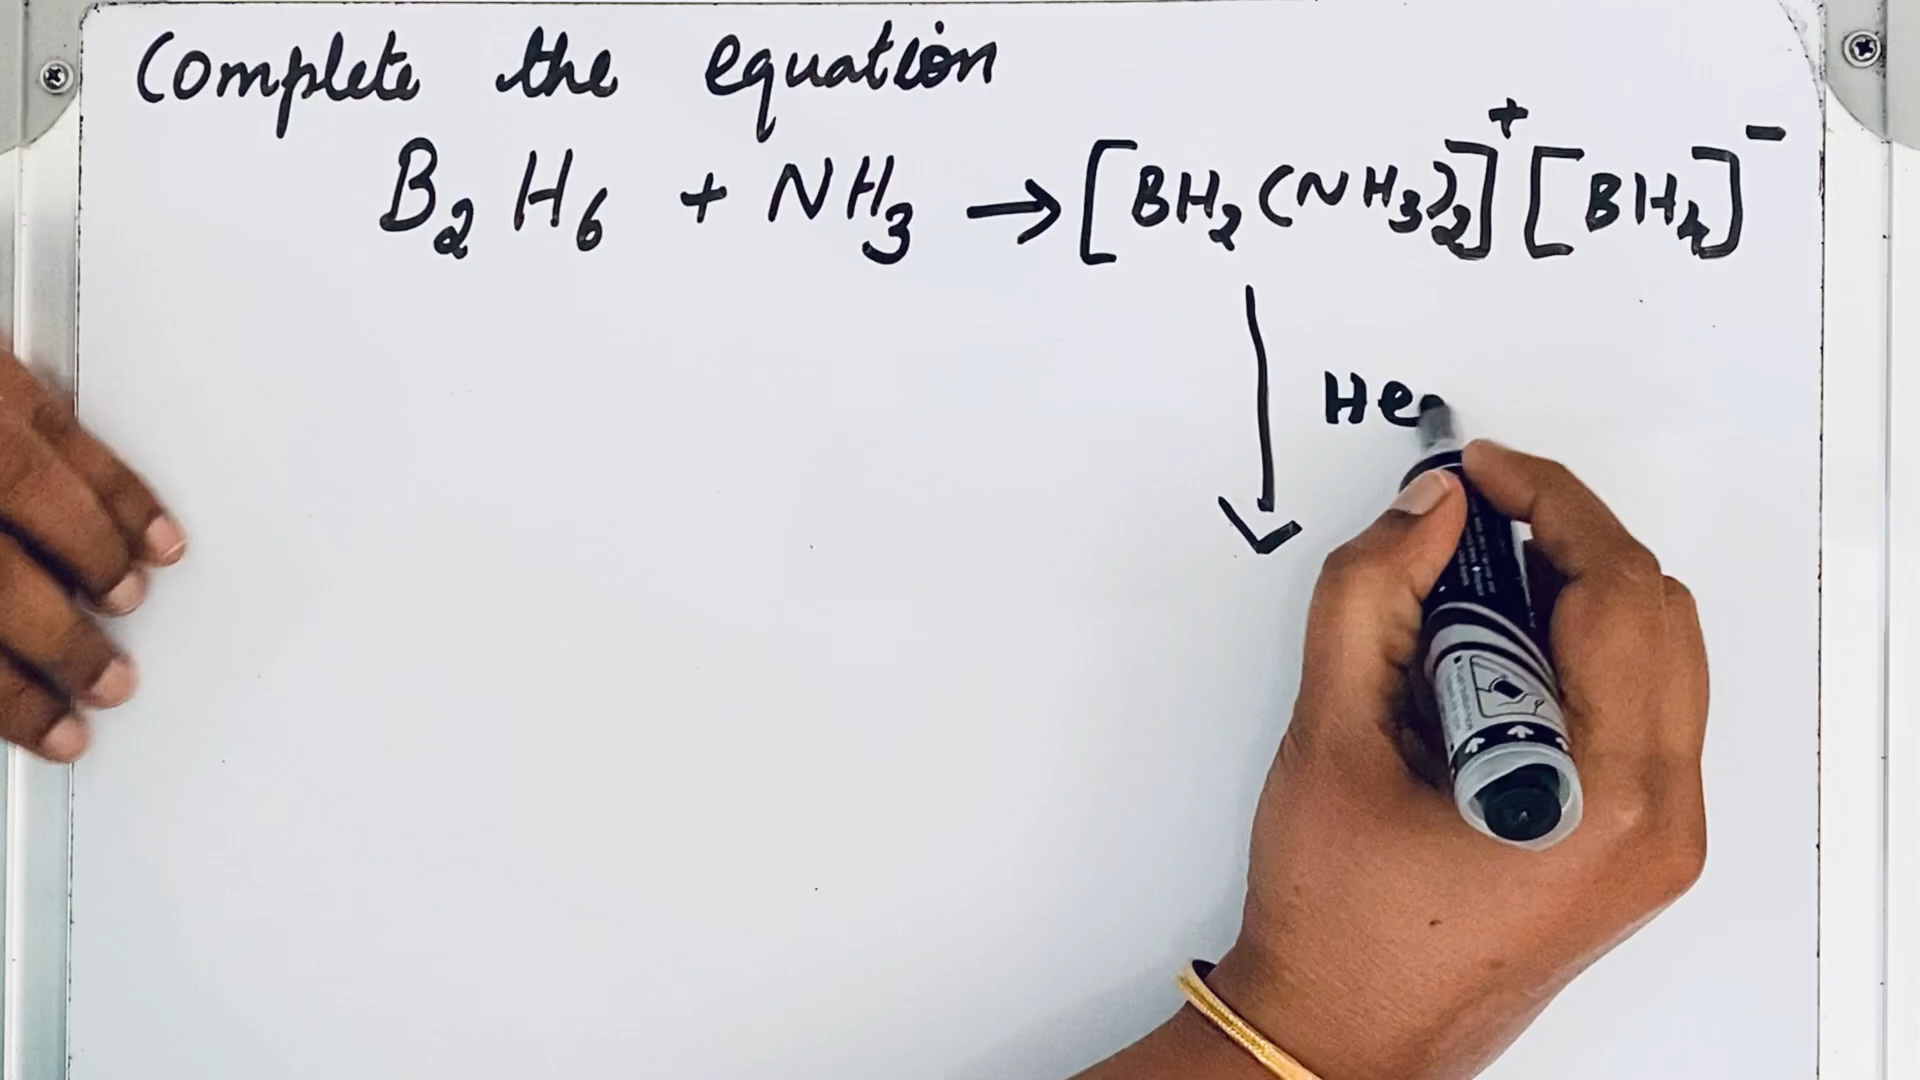 Complete the equation
B₂H₆ + NH₃ → [BH₂(NH₃)₂]⁺ [BH₄]⁻
↓ He